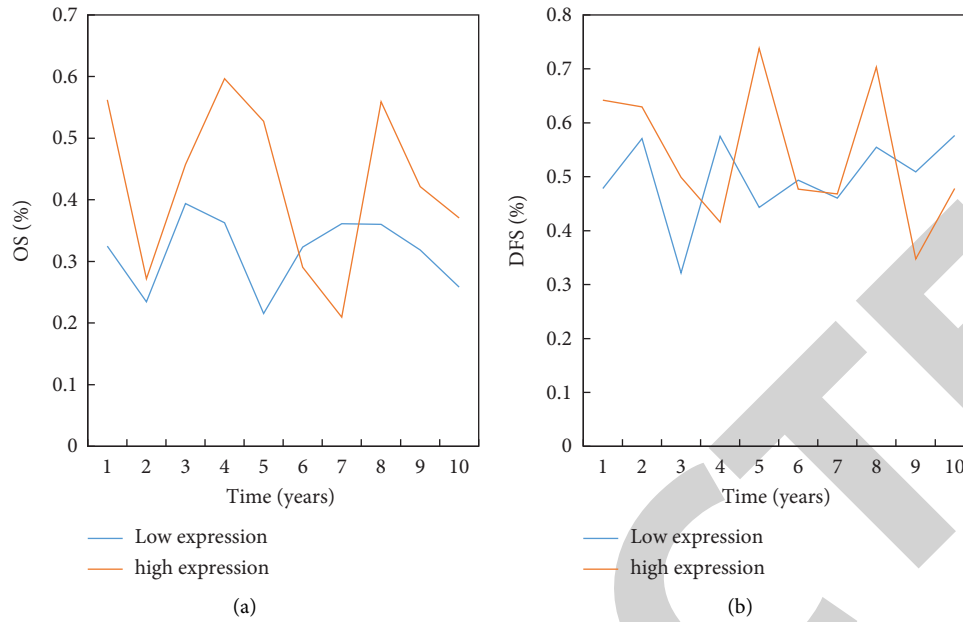 0.7
0.6
0.5
0.4
0.3
0.2
0.1
0
OS (%)
1 2 3 4 5 6 7 8 9 10
Time (years)
Low expression
high expression
(a)
0.8
0.7
0.6
0.5
0.4
0.3
0.2
0.1
0
DFS (%)
1 2 3 4 5 6 7 8 9 10
Time (years)
Low expression
high expression
(b)
CTE